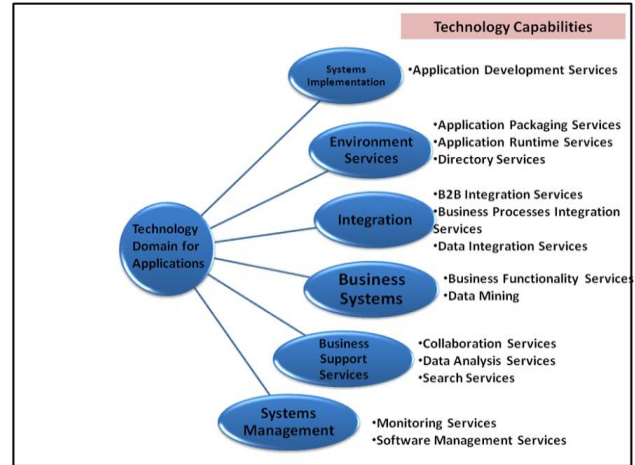 Technology Capabilities
Systems
Implementation
•Application Development Services
Environment
Services
•Application Packaging Services
•Application Runtime Services
•Directory Services
Integration
•B2B Integration Services
•Business Processes Integration
Services
•Data Integration Services
Technology
Domain for
Applications
Business
Systems
•Business Functionality Services
•Data Mining
Business
Support
Services
•Collaboration Services
•Data Analysis Services
•Search Services
Systems
Management
•Monitoring Services
•Software Management Services